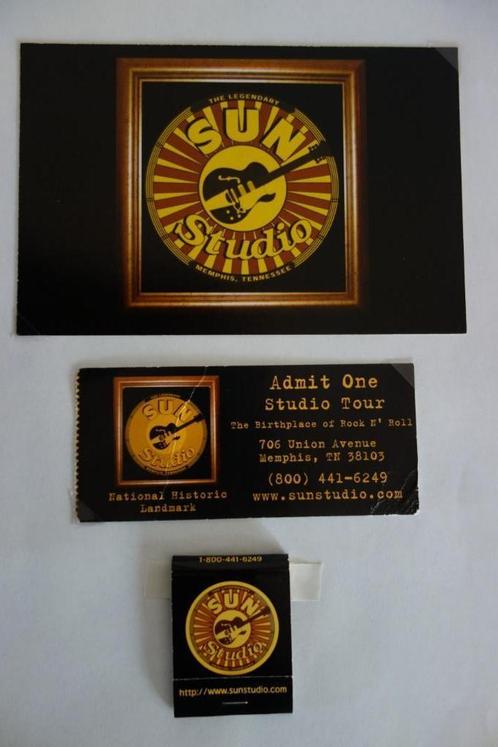 THE LEGENDARY
SUN
Studio
MEMPHIS, TENNESSEE
SUN
Studio
National Historic
Landmark
Admit One
Studio Tour
The Birthplace of Rock N' Roll
706 Union Avenue
Memphis, TN 38103
(800) 441-6249
www.sunstudio.com
1-800-441-6249
SUN
Studio
http://www.sunstudio.com